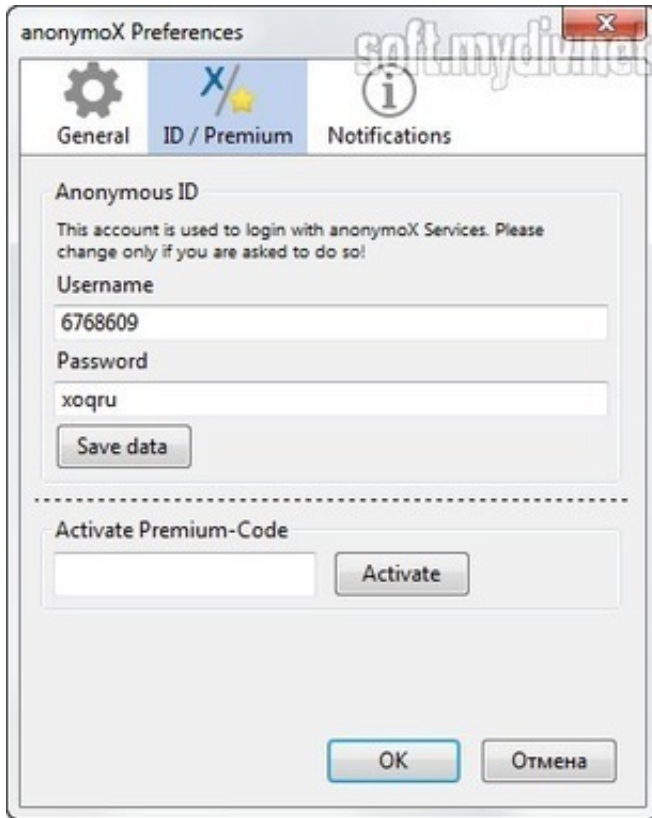 anonymoX Preferences
soft.mydiv.net
General
ID / Premium
Notifications
Anonymous ID
This account is used to login with anonymoX Services. Please
change only if you are asked to do so!
Username
6768609
Password
xoqru
Save data
Activate Premium-Code
Activate
OK
Отмена